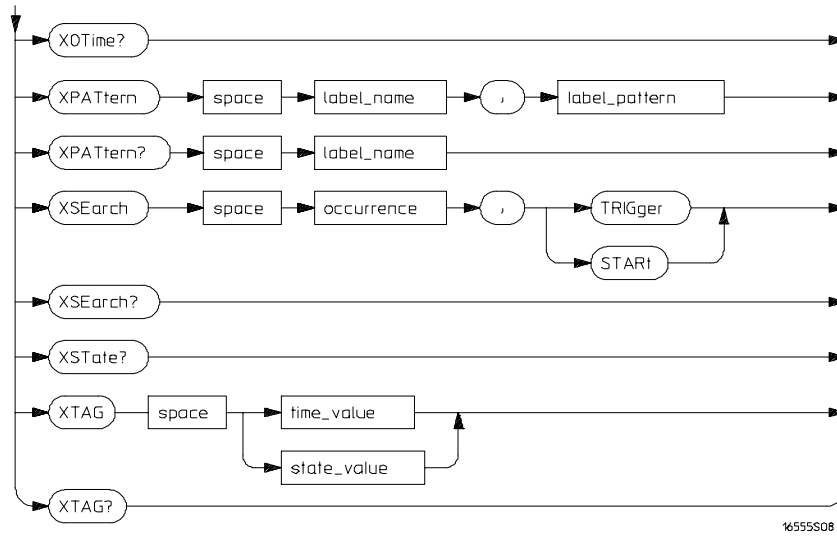 XOTime?
XPATtern space label_name , label_pattern
XPATtern? space label_name
XSEarch space occurrence , TRIGger
STARt
XSEarch?
XSTate?
XTAG space time_value
state_value
XTAG?
16555S08